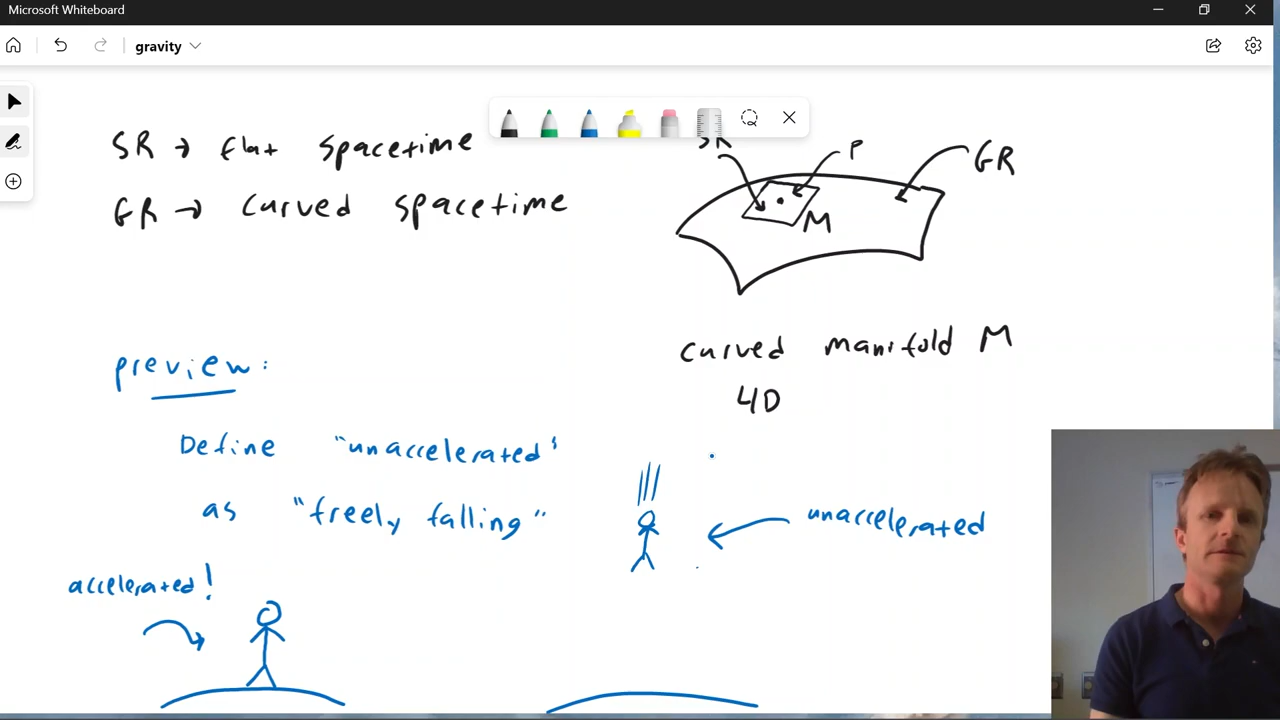 Microsoft Whiteboard
gravity
SR → flat spacetime
GR → curved spacetime
SR
P
GR
M
curved manifold M
4D
preview:
Define "unaccelerated"
as "freely falling"
unaccelerated
accelerated!